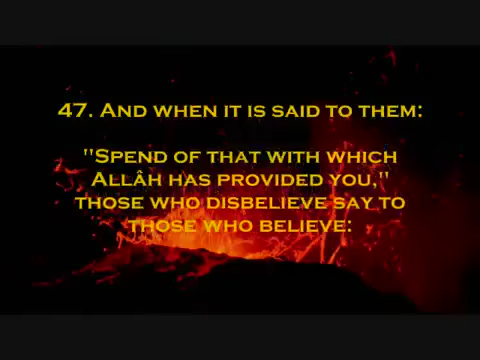 47. And when it is said to them:
"Spend of that with which
Allâh has provided you,"
those who disbelieve say to
those who believe: